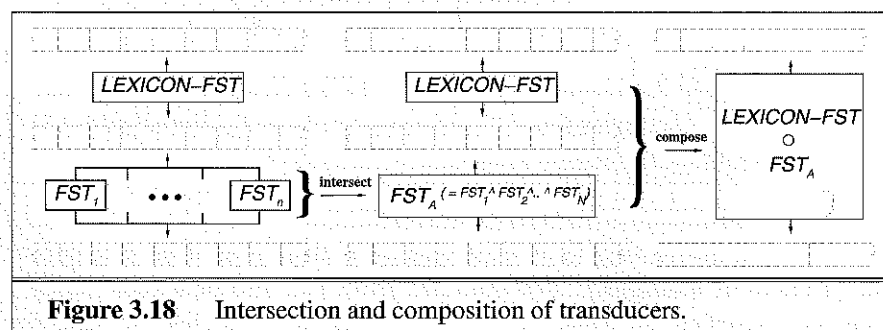 LEXICON–FST
LEXICON–FST
LEXICON–FST
○
FST_A
compose
FST_1 ••• FST_n
intersect
FST_A (= FST_1 ^ FST_2 ^ .. ^ FST_N)
Figure 3.18 Intersection and composition of transducers.